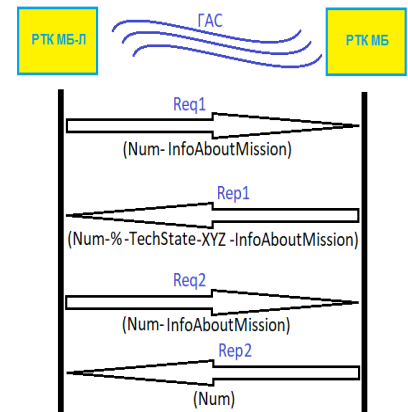 ГАС
РТК МБ-Л
РТК МБ
Req1
(Num- InfoAboutMission)
Rep1
(Num-%-TechState-XYZ-InfoAboutMission)
Req2
(Num-InfoAboutMission)
Rep2
(Num)